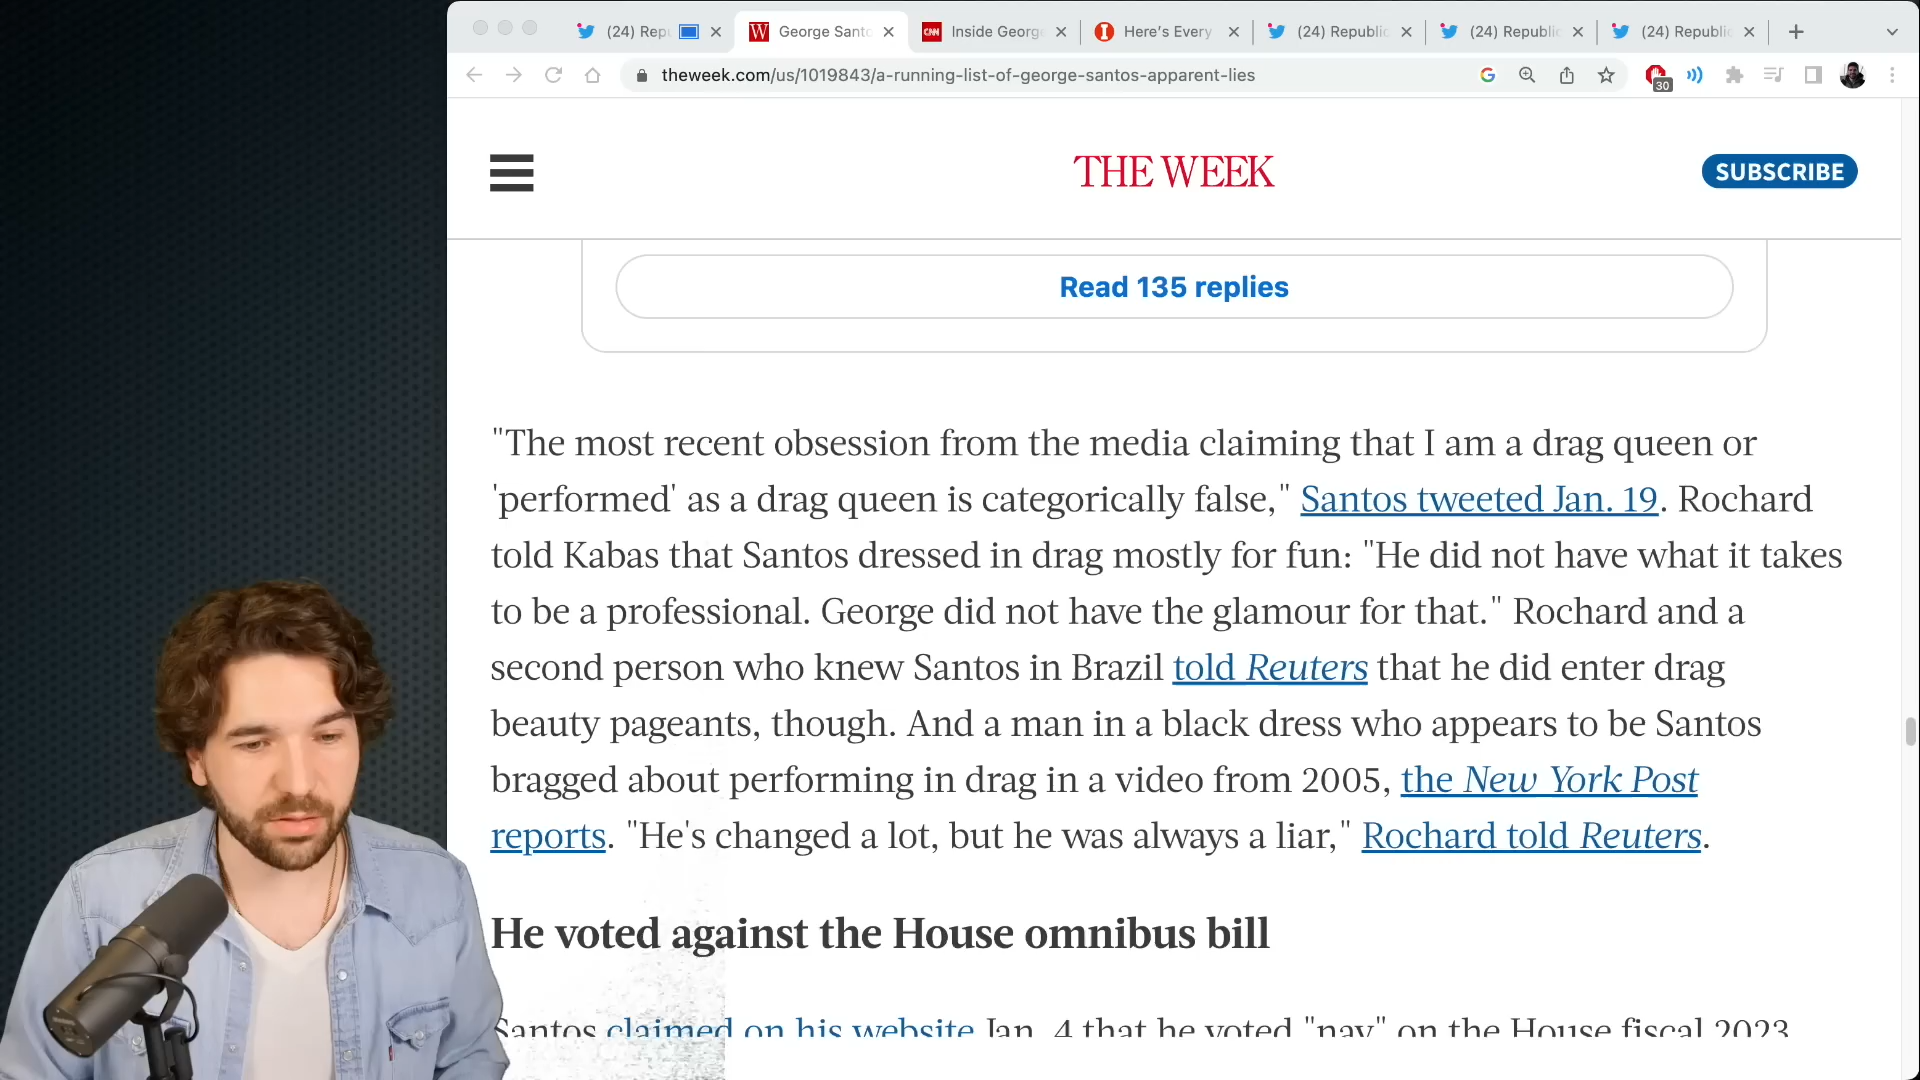 (24) Rep
George Santo
CNN
Inside George
Here's Every
(24) Republic
(24) Republic
(24) Republic
theweek.com/us/1019843/a-running-list-of-george-santos-apparent-lies
30
THE WEEK
SUBSCRIBE
Read 135 replies
"The most recent obsession from the media claiming that I am a drag queen or
'performed' as a drag queen is categorically false," Santos tweeted Jan. 19. Rochard
told Kabas that Santos dressed in drag mostly for fun: "He did not have what it takes
to be a professional. George did not have the glamour for that." Rochard and a
second person who knew Santos in Brazil told Reuters that he did enter drag
beauty pageants, though. And a man in a black dress who appears to be Santos
bragged about performing in drag in a video from 2005, the New York Post
reports. "He's changed a lot, but he was always a liar," Rochard told Reuters.
He voted against the House omnibus bill
Santos claimed on his website Jan. 4 that he voted "nay" on the House fiscal 2023